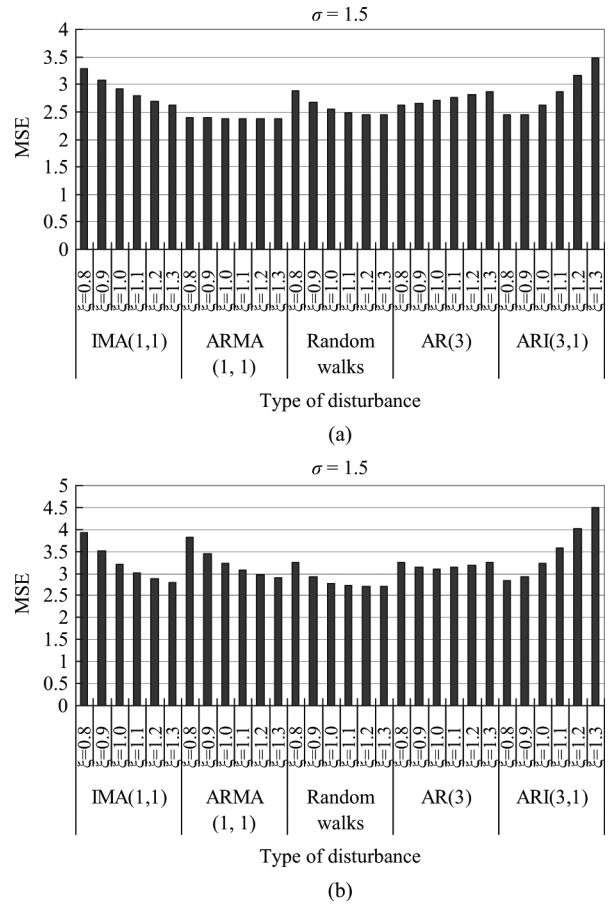 σ = 1.5
4
3.5
3
2.5
2
1.5
1
0.5
0
MSE
ξ=0.8 ξ=0.9 ξ=1.0 ξ=1.1 ξ=1.2 ξ=1.3 ξ=0.8 ξ=0.9 ξ=1.0 ξ=1.1 ξ=1.2 ξ=1.3 ξ=0.8 ξ=0.9 ξ=1.0 ξ=1.1 ξ=1.2 ξ=1.3 ξ=0.8 ξ=0.9 ξ=1.0 ξ=1.1 ξ=1.2 ξ=1.3 ξ=0.8 ξ=0.9 ξ=1.0 ξ=1.1 ξ=1.2 ξ=1.3
IMA(1,1) ARMA Random AR(3) ARI(3,1)
(1, 1) walks
Type of disturbance
(a)
σ = 1.5
5
4.5
4
3.5
3
2.5
2
1.5
1
0.5
0
MSE
ξ=0.8 ξ=0.9 ξ=1.0 ξ=1.1 ξ=1.2 ξ=1.3 ξ=0.8 ξ=0.9 ξ=1.0 ξ=1.1 ξ=1.2 ξ=1.3 ξ=0.8 ξ=0.9 ξ=1.0 ξ=1.1 ξ=1.2 ξ=1.3 ξ=0.8 ξ=0.9 ξ=1.0 ξ=1.1 ξ=1.2 ξ=1.3 ξ=0.8 ξ=0.9 ξ=1.0 ξ=1.1 ξ=1.2 ξ=1.3
IMA(1,1) ARMA Random AR(3) ARI(3,1)
(1, 1) walks
Type of disturbance
(b)